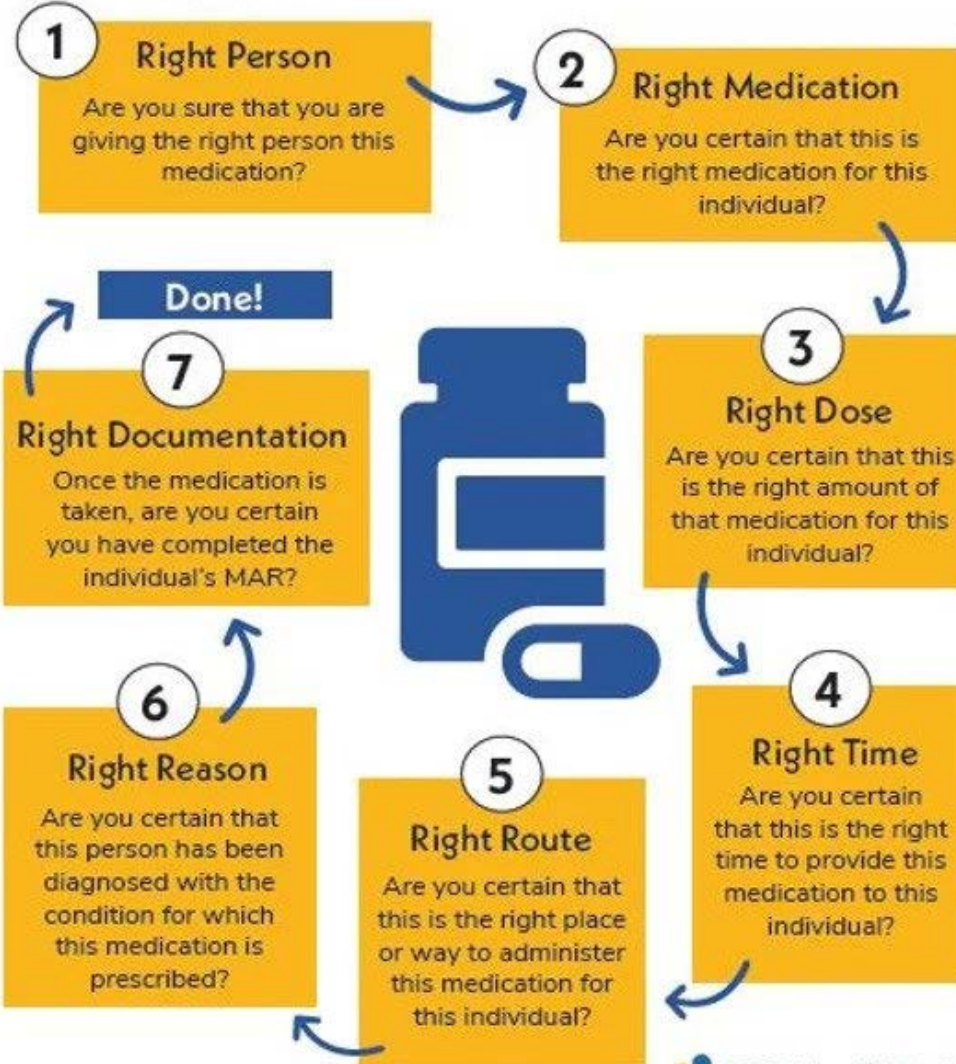 1
Right Person
Are you sure that you are
giving the right person this
medication?
2
Right Medication
Are you certain that this is
the right medication for this
individual?
3
Right Dose
Are you certain that this
is the right amount of
that medication for this
individual?
4
Right Time
Are you certain
that this is the right
time to provide this
medication to this
individual?
5
Right Route
Are you certain that
this is the right place
or way to administer
this medication for
this individual?
6
Right Reason
Are you certain that
this person has been
diagnosed with the
condition for which
this medication is
prescribed?
7
Right Documentation
Once the medication is
taken, are you certain
you have completed the
individual's MAR?
Done!